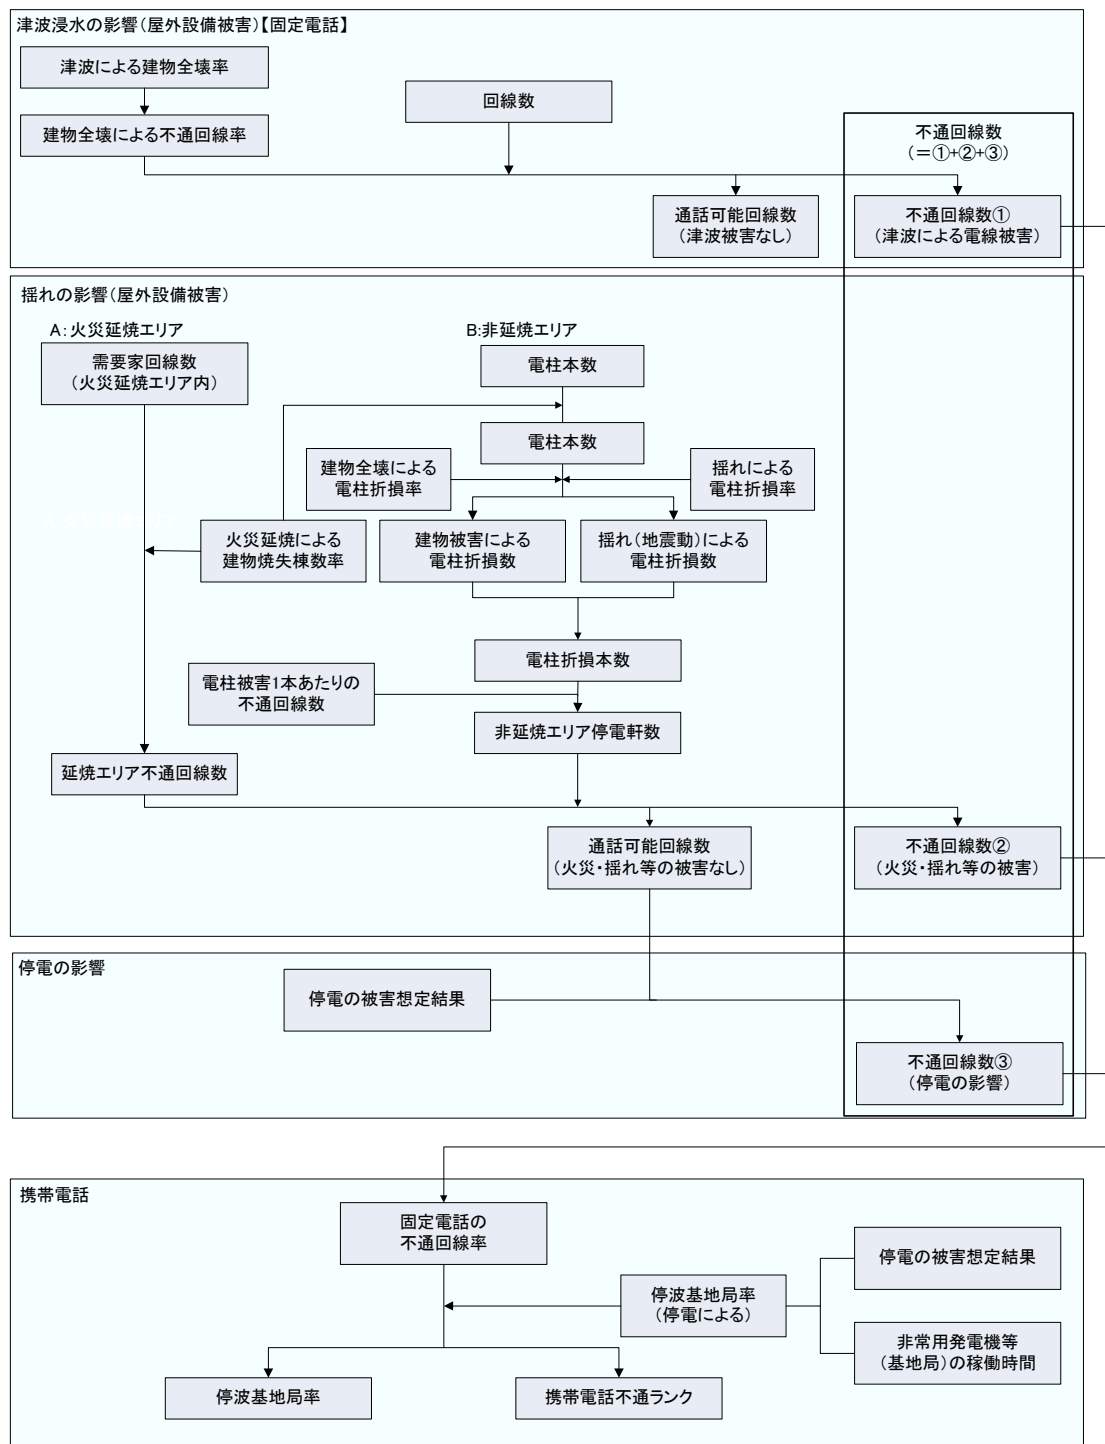 津波浸水の影響（屋外設備被害）【固定電話】
津波による建物全壊率
回線数
建物全壊による不通回線率
不通回線数
（＝①+②+③）
通話可能回線数
（津波被害なし）
不通回線数①
（津波による電線被害）
揺れの影響（屋外設備被害）
A：火災延焼エリア
B:非延焼エリア
需要家回線数
（火災延焼エリア内）
電柱本数
電柱本数
建物全壊による
電柱折損率
揺れによる
電柱折損率
火災延焼による
建物焼失棟数率
建物被害による
電柱折損数
揺れ（地震動）による
電柱折損数
電柱折損本数
電柱被害1本あたりの
不通回線数
非延焼エリア停電軒数
延焼エリア不通回線数
通話可能回線数
（火災・揺れ等の被害なし）
不通回線数②
（火災・揺れ等の被害）
停電の影響
停電の被害想定結果
不通回線数③
（停電の影響）
携帯電話
固定電話の
不通回線率
停電の被害想定結果
停波基地局率
（停電による）
非常用発電機等
（基地局）の稼働時間
停波基地局率
携帯電話不通ランク